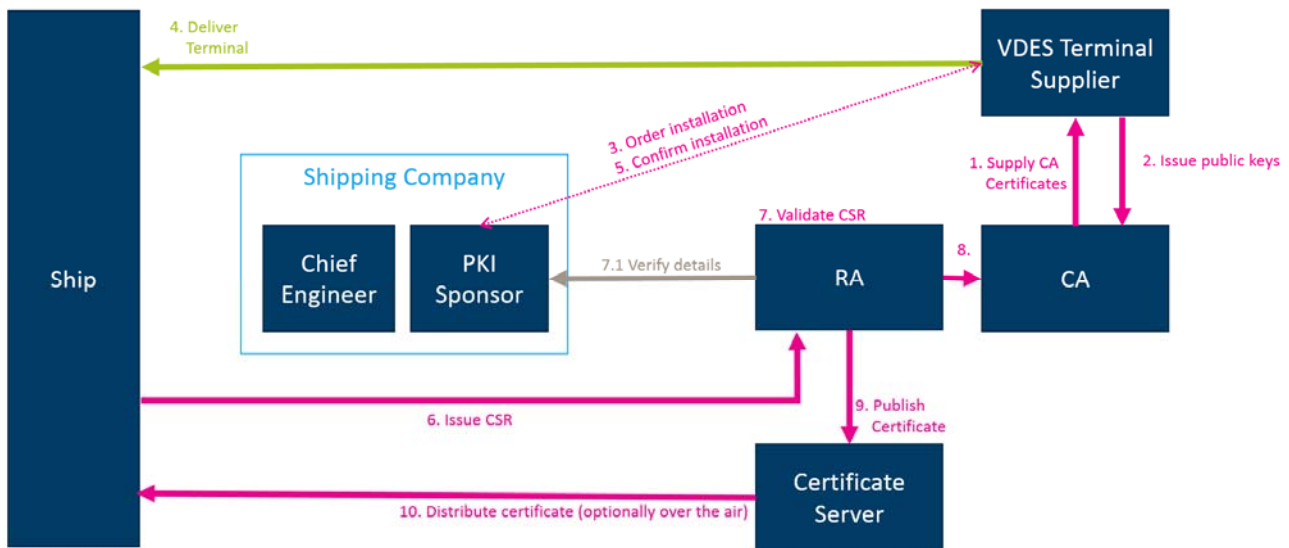 4. Deliver
Terminal
VDES Terminal
Supplier
3. Order installation
5. Confirm installation
1. Supply CA
Certificates
2. Issue public keys
Shipping Company
Ship
Chief
Engineer
PKI
Sponsor
7. Validate CSR
7.1 Verify details
RA
8.
CA
6. Issue CSR
9. Publish
Certificate
Certificate
Server
10. Distribute certificate (optionally over the air)